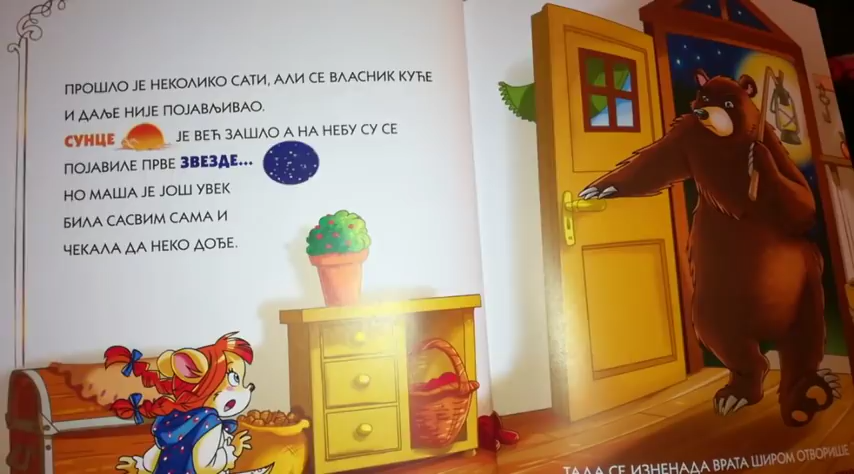 ПРОШЛО ЈЕ НЕКОЛИКО САТИ, АЛИ СЕ ВЛАСНИК КУЋЕ
И ДАЉЕ НИЈЕ ПОЈАВЉИВАО.
СУНЦЕ ЈЕ ВЕЋ ЗАШЛО А НА НЕБУ СУ СЕ
ПОЈАВИЛЕ ПРВЕ ЗВЕЗДЕ...
НО МАША ЈЕ ЈОШ УВЕК
БИЛА САСВИМ САМА И
ЧЕКАЛА ДА НЕКО ДОЂЕ.
ТАДА СЕ ИЗНЕНАДА ВРАТА ШИРОМ ОТВОРИШЕ